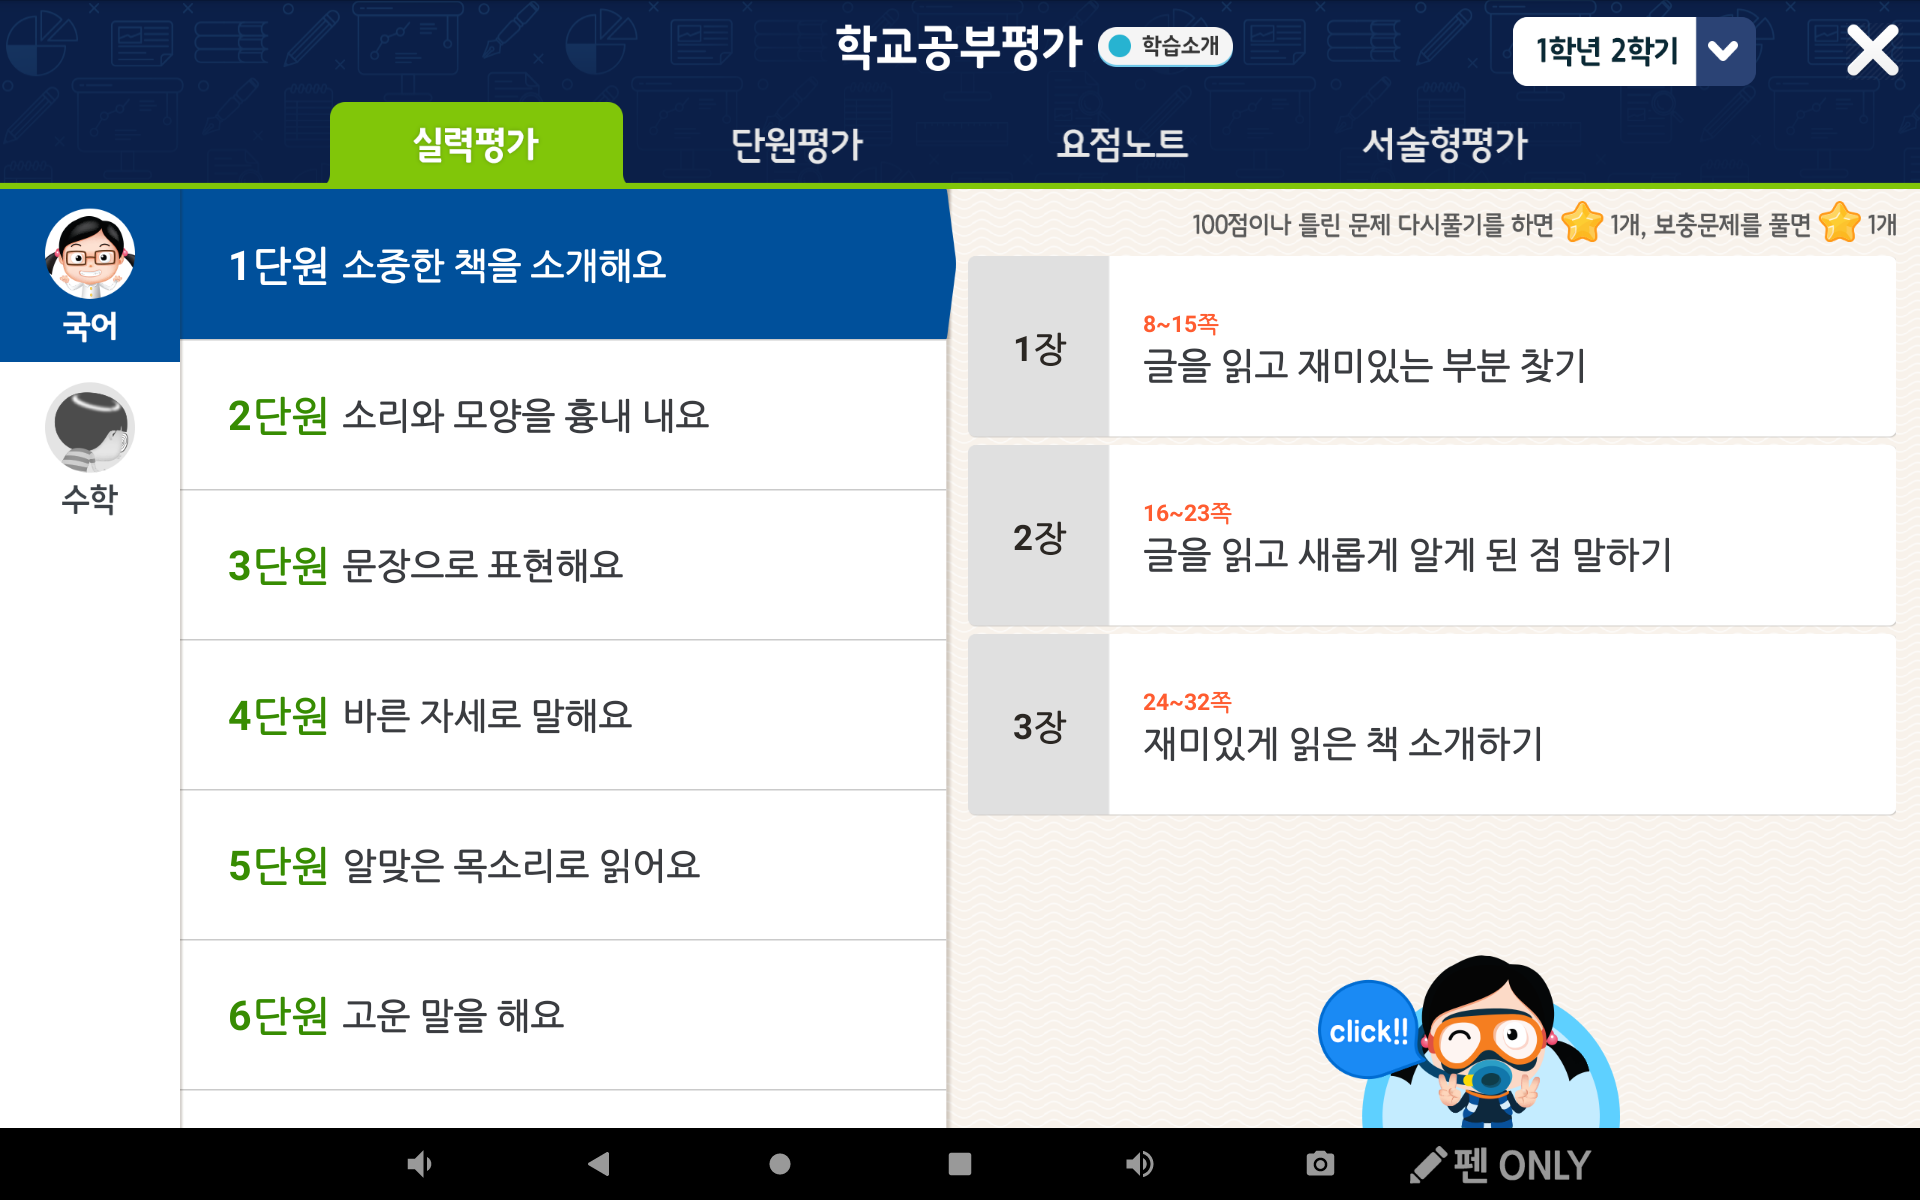 학교공부평가 학습소개 1학년 2학기
실력평가 단원평가 요점노트 서술형평가
국어
수학
1단원 소중한 책을 소개해요
2단원 소리와 모양을 흉내 내요
3단원 문장으로 표현해요
4단원 바른 자세로 말해요
5단원 알맞은 목소리로 읽어요
6단원 고운 말을 해요
100점이나 틀린 문제 다시풀기를 하면 1개, 보충문제를 풀면 1개
1장
8~15쪽
글을 읽고 재미있는 부분 찾기
2장
16~23쪽
글을 읽고 새롭게 알게 된 점 말하기
3장
24~32쪽
재미있게 읽은 책 소개하기
click!!
펜 ONLY